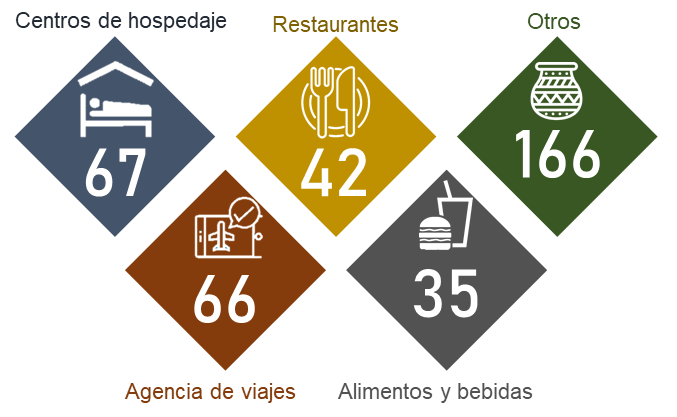 Centros de hospedaje
Restaurantes
Otros
67
42
166
66
35
Agencia de viajes
Alimentos y bebidas